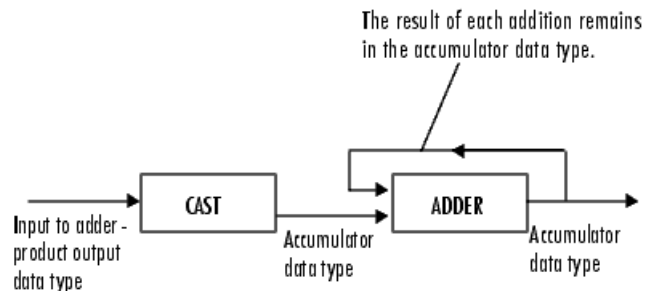 The result of each addition remains
in the accumulator data type.
CAST
ADDER
Input to adder -
product output
data type
Accumulator
data type
Accumulator
data type